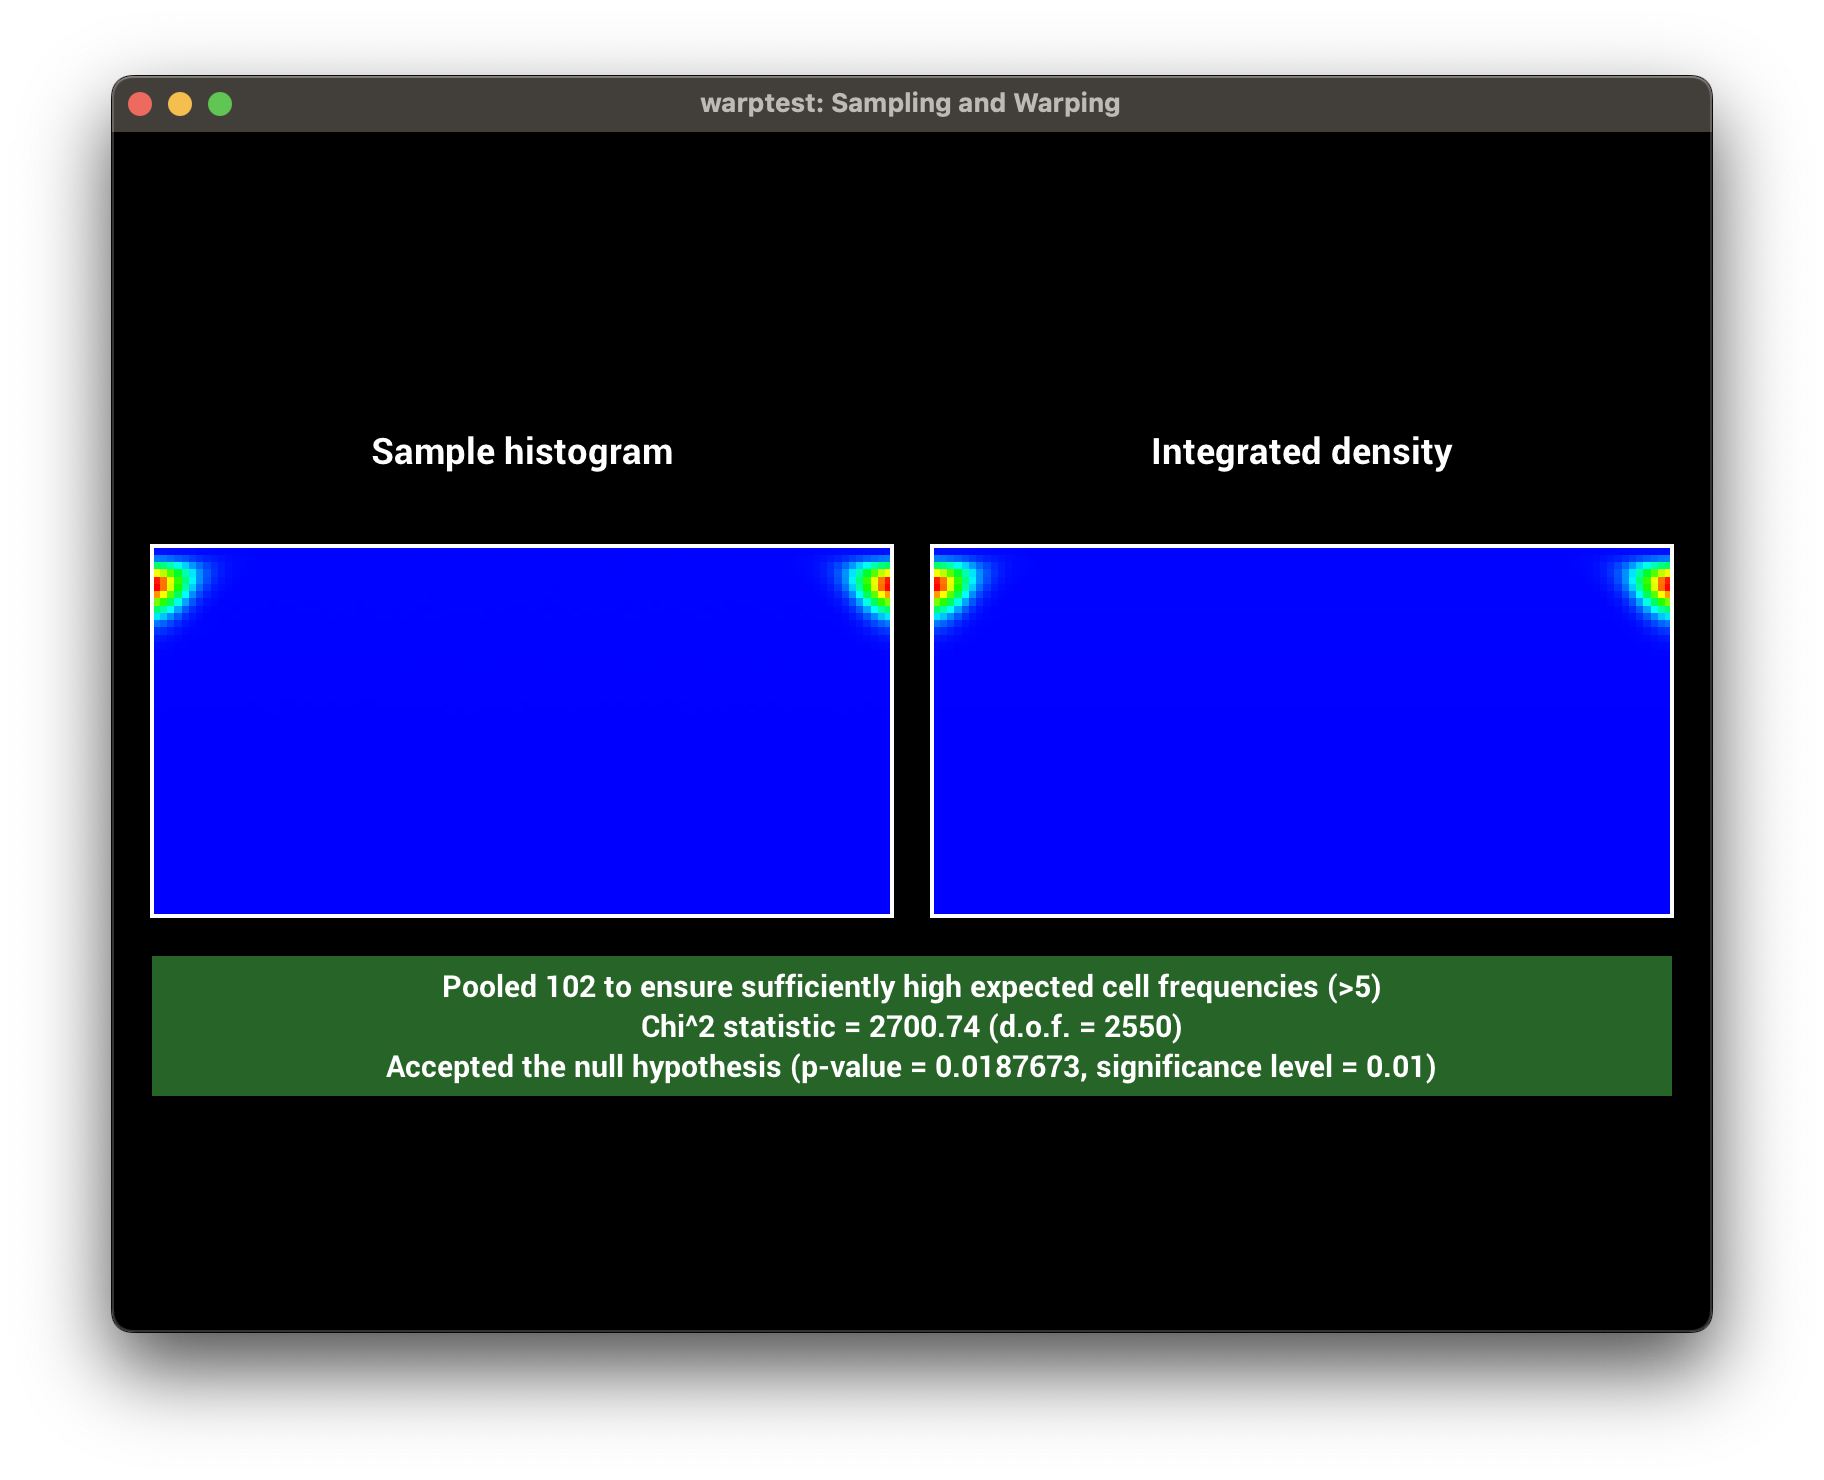 warptest: Sampling and Warping
Sample histogram
Integrated density
Pooled 102 to ensure sufficiently high expected cell frequencies (>5)
Chi^2 statistic = 2700.74 (d.o.f. = 2550)
Accepted the null hypothesis (p-value = 0.0187673, significance level = 0.01)